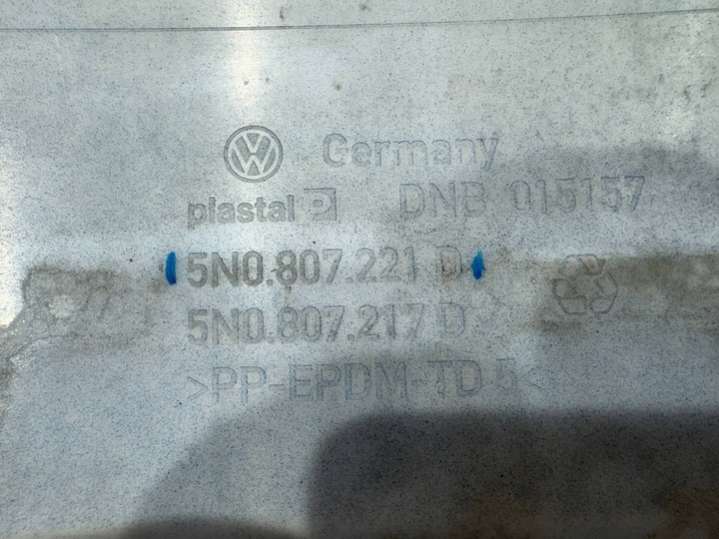 Germany
plastal P DNB 015157
5N0.807.221 D
5N0.807.217 D
>PP-EPDM-TD 5<